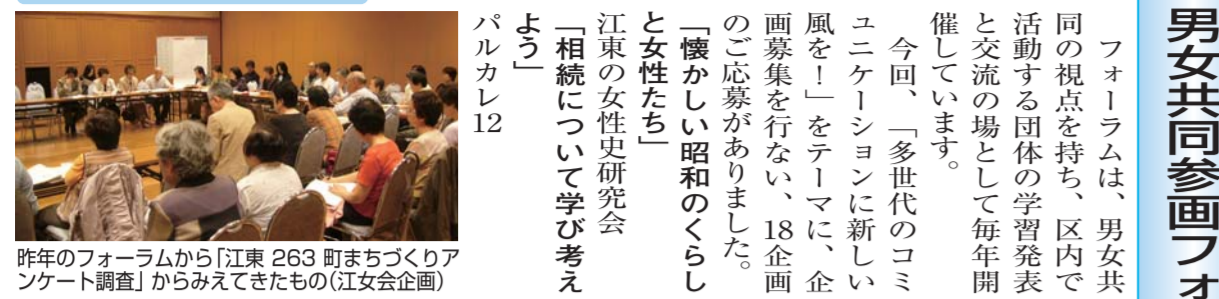 男女共同参画フォ
フォーラムは、男女共
同の視点を持ち、区内で
活動する団体の学習発表
と交流の場として毎年開
催しています。
今回、「多世代のコミ
ュニケーションに新しい
風を!」をテーマに、企
画募集を行ない、18企画
のご応募がありました。
「懐かしい昭和のくらし
と女性たち」
江東の女性史研究会
「相続について学び考え
よう」
パルカレ12
昨年のフォーラムから「江東 263 町まちづくりア
ンケート調査」からみえてきたもの(江女会企画)